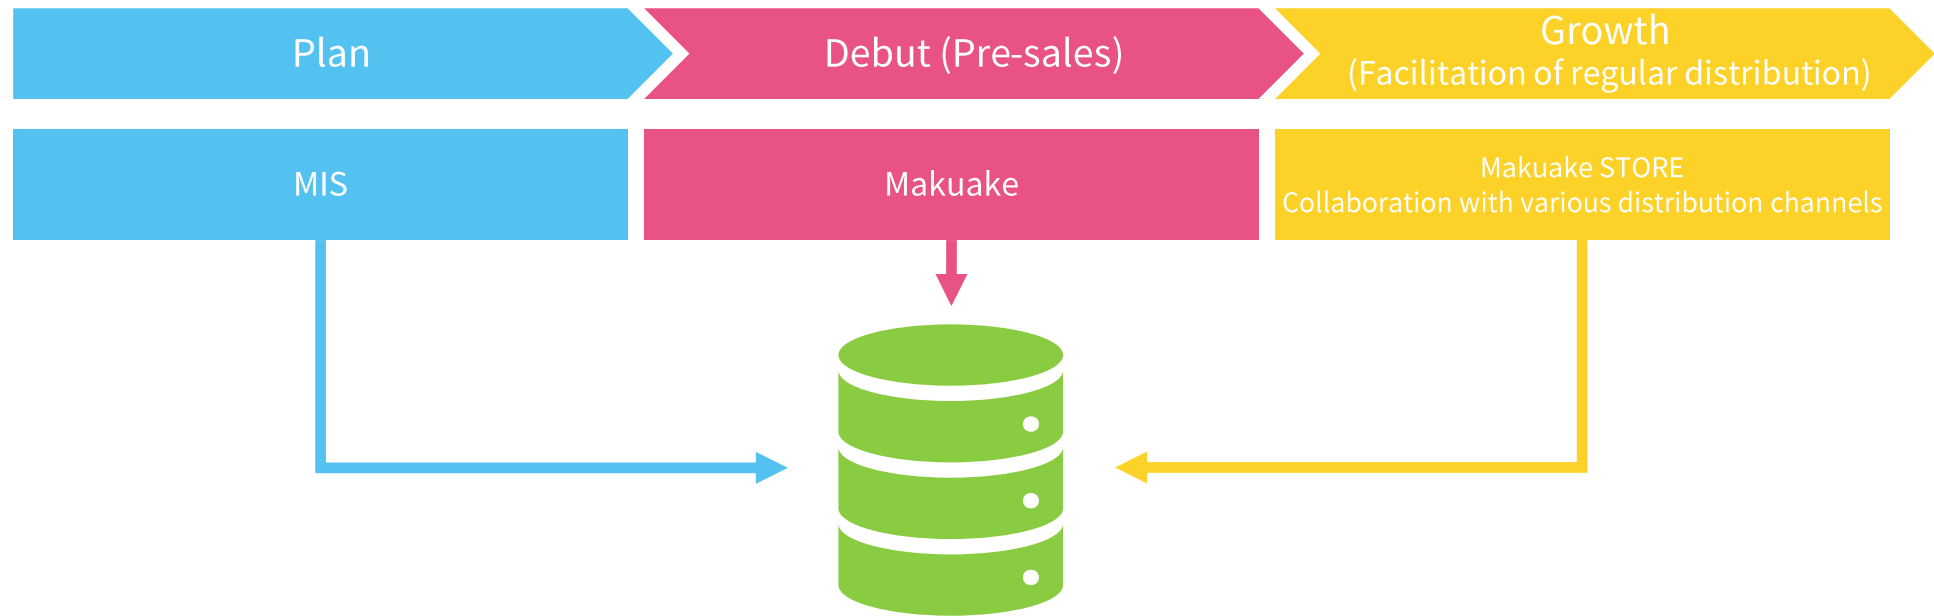 Plan
Debut (Pre-sales)
Growth
(Facilitation of regular distribution)
MIS
Makuake
Makuake STORE
Collaboration with various distribution channels